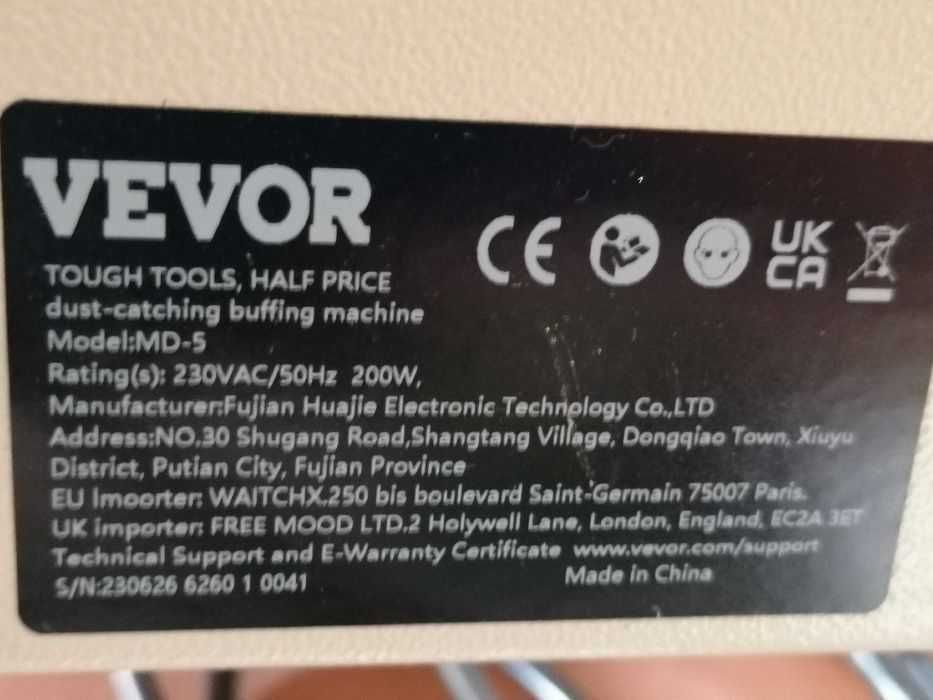 VEVOR
CE
UK
CA
TOUGH TOOLS, HALF PRICE
dust-catching buffing machine
Model:MD-5
Rating(s): 230VAC/50Hz 200W,
Manufacturer:Fujian Huajie Electronic Technology Co.,LTD
Address:NO.30 Shugang Road,Shangtang Village, Dongqiao Town, Xiuyu
District, Putian City, Fujian Province
EU Imoorter: WAITCHX.250 bis boulevard Saint-Germain 75007 Paris.
UK importer: FREE MOOD LTD.2 Holywell Lane, London, England, EC2A 3ET
Technical Support and E-Warranty Certificate www.vevor.com/support
S/N:230626 6260 1 0041
Made in China